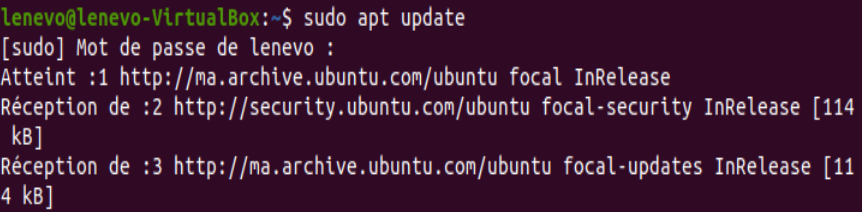 lenevo@lenevo-VirtualBox:~$ sudo apt update
[sudo] Mot de passe de lenevo :
Atteint :1 http://ma.archive.ubuntu.com/ubuntu focal InRelease
Réception de :2 http://security.ubuntu.com/ubuntu focal-security InRelease [114
 kB]
Réception de :3 http://ma.archive.ubuntu.com/ubuntu focal-updates InRelease [11
4 kB]